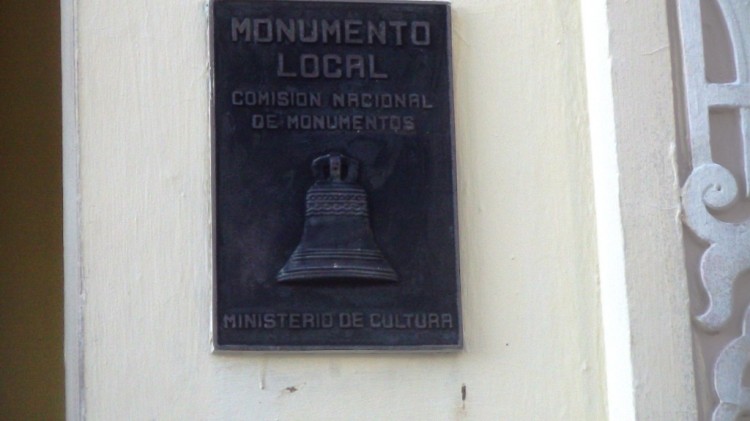 MONUMENTO
LOCAL
COMISION NACIONAL
DE MONUMENTOS
MINISTERIO DE CULTURA